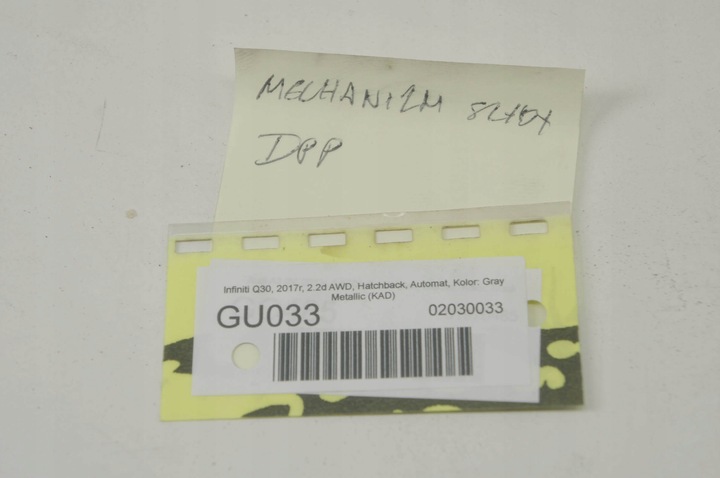 MECHANIZM SZYBY
DPP
Infiniti Q30, 2017r, 2.2d AWD, Hatchback, Automat, Kolor: Gray
Metallic (KAD)
GU033 02030033